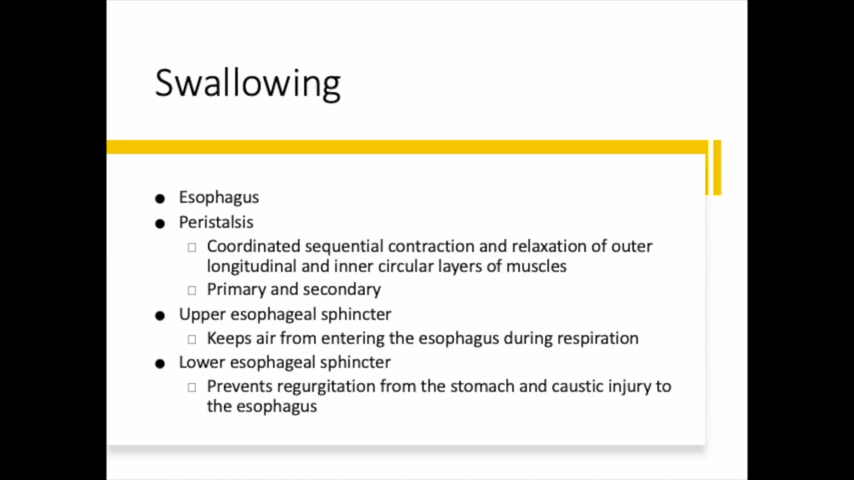 Swallowing
● Esophagus
● Peristalsis
□ Coordinated sequential contraction and relaxation of outer
longitudinal and inner circular layers of muscles
□ Primary and secondary
● Upper esophageal sphincter
□ Keeps air from entering the esophagus during respiration
● Lower esophageal sphincter
□ Prevents regurgitation from the stomach and caustic injury to
the esophagus